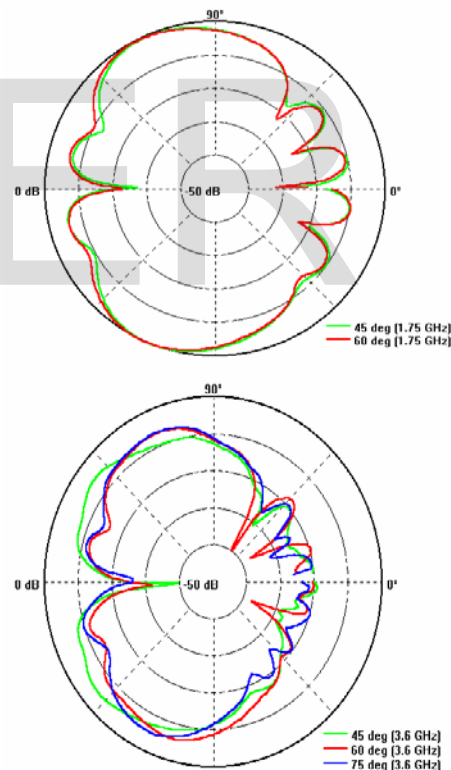 90°
ER
0 dB
-50 dB
0°
45 deg (1.75 GHz)
60 deg (1.75 GHz)
90°
0 dB
-50 dB
0°
45 deg (3.6 GHz)
60 deg (3.6 GHz)
75 deg (3.6 GHz)